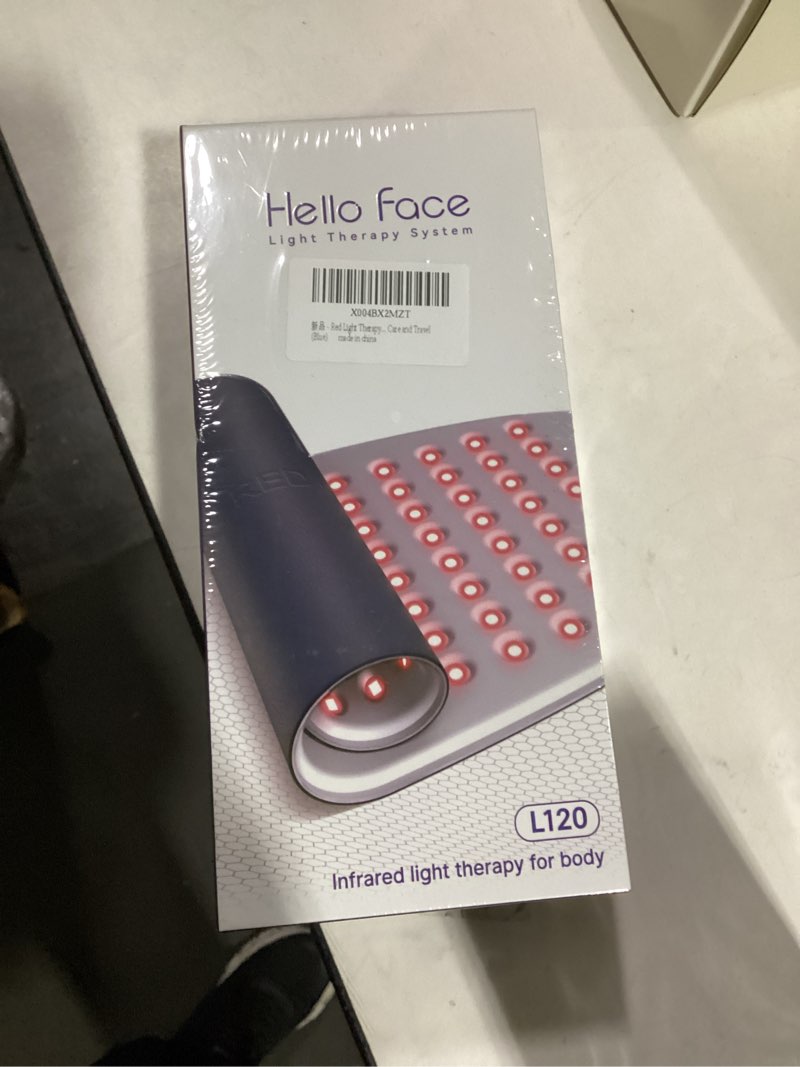 Hello Face
Light Therapy System
X004BX2MZT
新品 - Red Light Therapy... Care and Travel
(Blue) made in china
RED
L120
Infrared light therapy for body